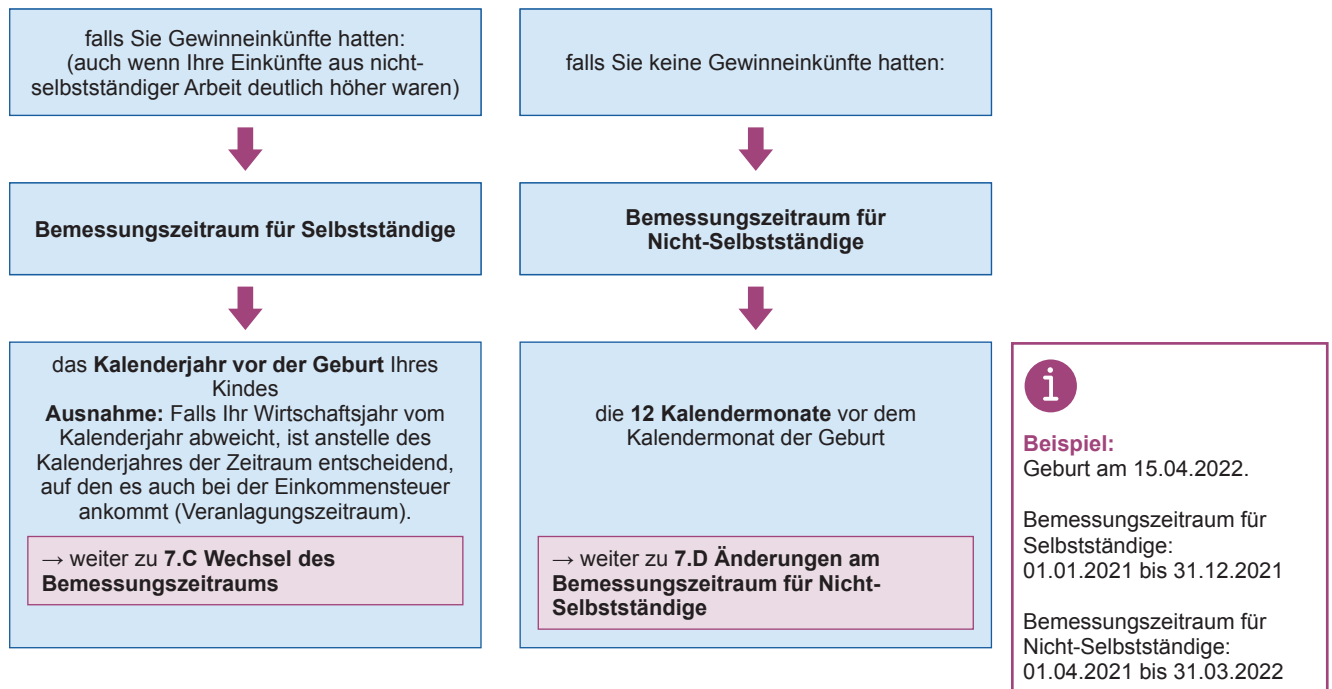 falls Sie Gewinneinkünfte hatten:
(auch wenn Ihre Einkünfte aus nicht-
selbstständiger Arbeit deutlich höher waren)
Bemessungszeitraum für Selbstständige
das Kalenderjahr vor der Geburt Ihres
Kindes
Ausnahme: Falls Ihr Wirtschaftsjahr vom
Kalenderjahr abweicht, ist anstelle des
Kalenderjahres der Zeitraum entscheidend,
auf den es auch bei der Einkommensteuer
ankommt (Veranlagungszeitraum).
→ weiter zu 7.C Wechsel des
Bemessungszeitraums
falls Sie keine Gewinneinkünfte hatten:
Bemessungszeitraum für
Nicht-Selbstständige
die 12 Kalendermonate vor dem
Kalendermonat der Geburt
→ weiter zu 7.D Änderungen am
Bemessungszeitraum für Nicht-
Selbstständige
i
Beispiel:
Geburt am 15.04.2022.
Bemessungszeitraum für
Selbstständige:
01.01.2021 bis 31.12.2021
Bemessungszeitraum für
Nicht-Selbstständige:
01.04.2021 bis 31.03.2022